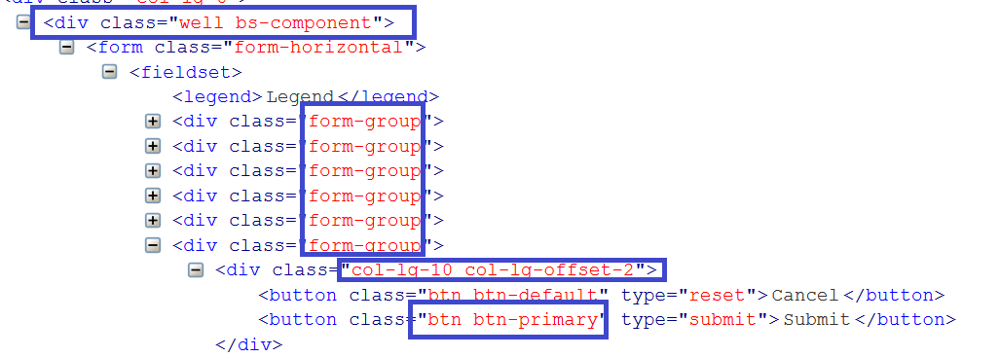 <div class="well bs-component">
<form class="form-horizontal">
<fieldset>
<legend>Legend</legend>
<div class="form-group">
<div class="form-group">
<div class="form-group">
<div class="form-group">
<div class="form-group">
<div class="form-group">
<div class="col-lg-10 col-lg-offset-2">
<button class="btn btn-default" type="reset">Cancel</button>
<button class="btn btn-primary" type="submit">Submit</button>
</div>